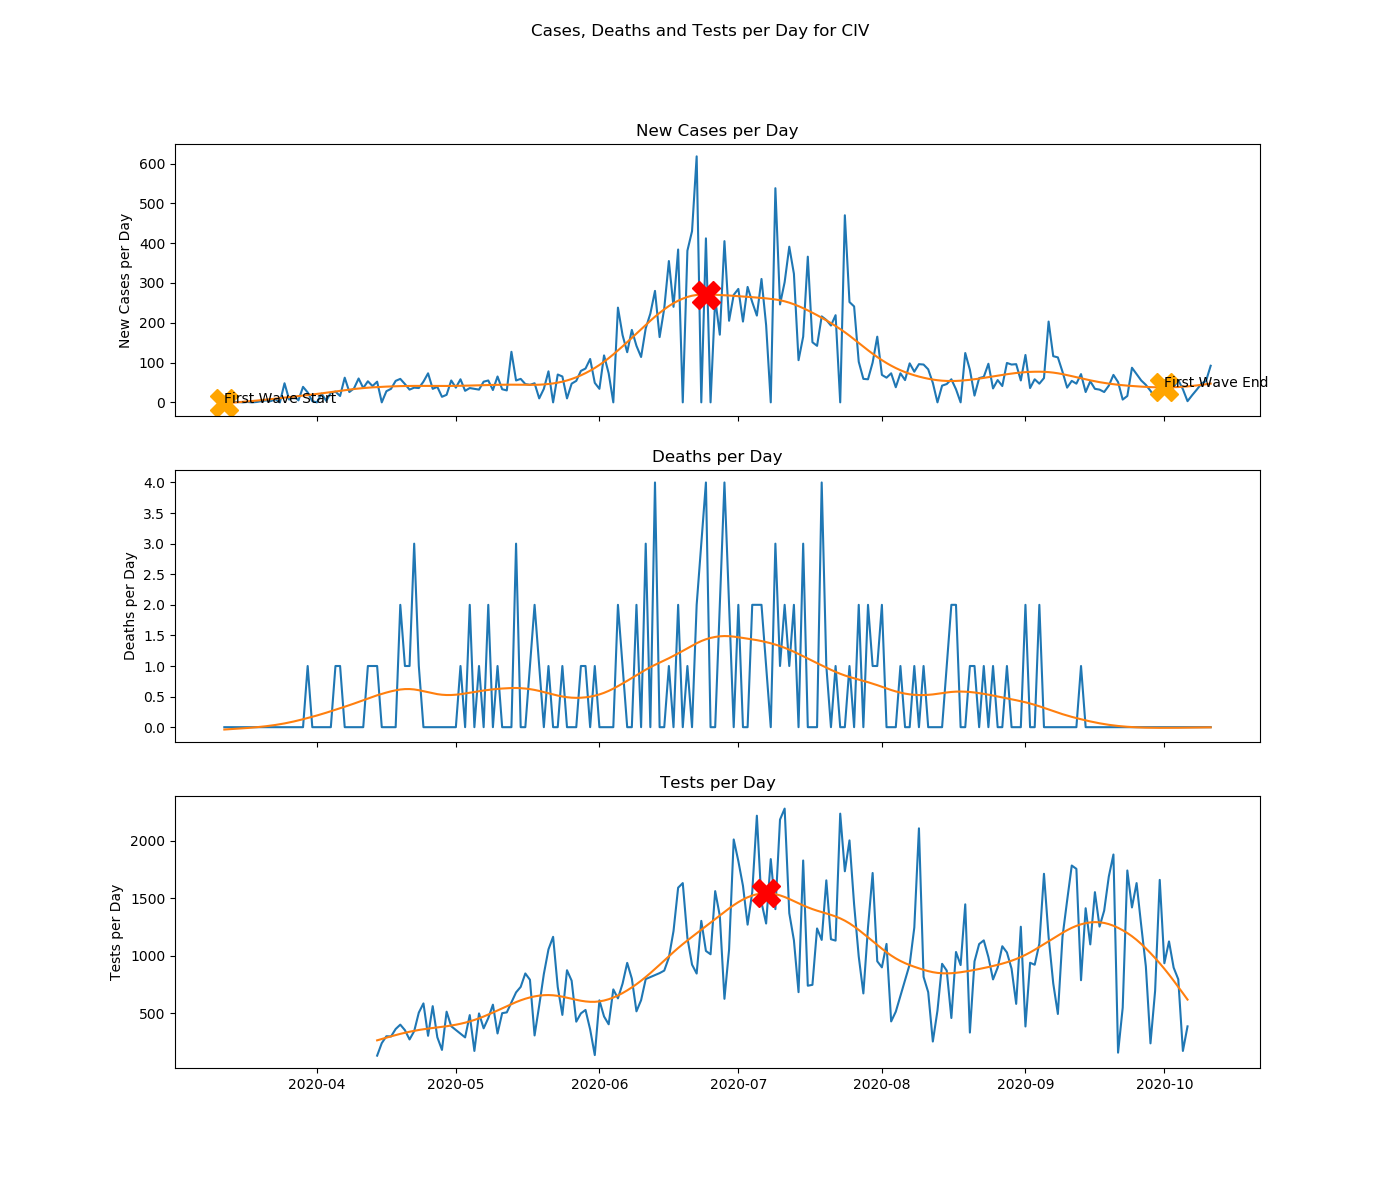 Cases, Deaths and Tests per Day for CIV
New Cases per Day
New Cases per Day
600
500
400
300
200
100
0
First Wave Start
First Wave End
Deaths per Day
Deaths per Day
4.0
3.5
3.0
2.5
2.0
1.5
1.0
0.5
0.0
Tests per Day
Tests per Day
2000
1500
1000
500
2020-04 2020-05 2020-06 2020-07 2020-08 2020-09 2020-10